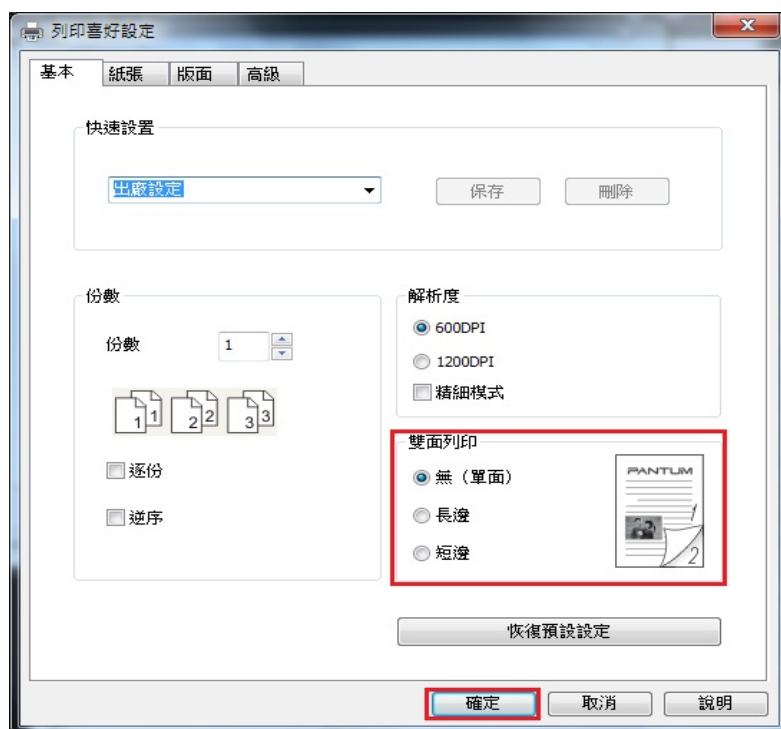 列印喜好設定
基本 紙張 版面 高級
快速設置
出廠設定 保存 刪除
份數
份數 1
1 1 2 2 3 3
逐份
逆序
解析度
600DPI
1200DPI
精細模式
雙面列印
無（單面）
長邊
短邊
PANTUM
1
2
恢復預設設定
確定 取消 說明